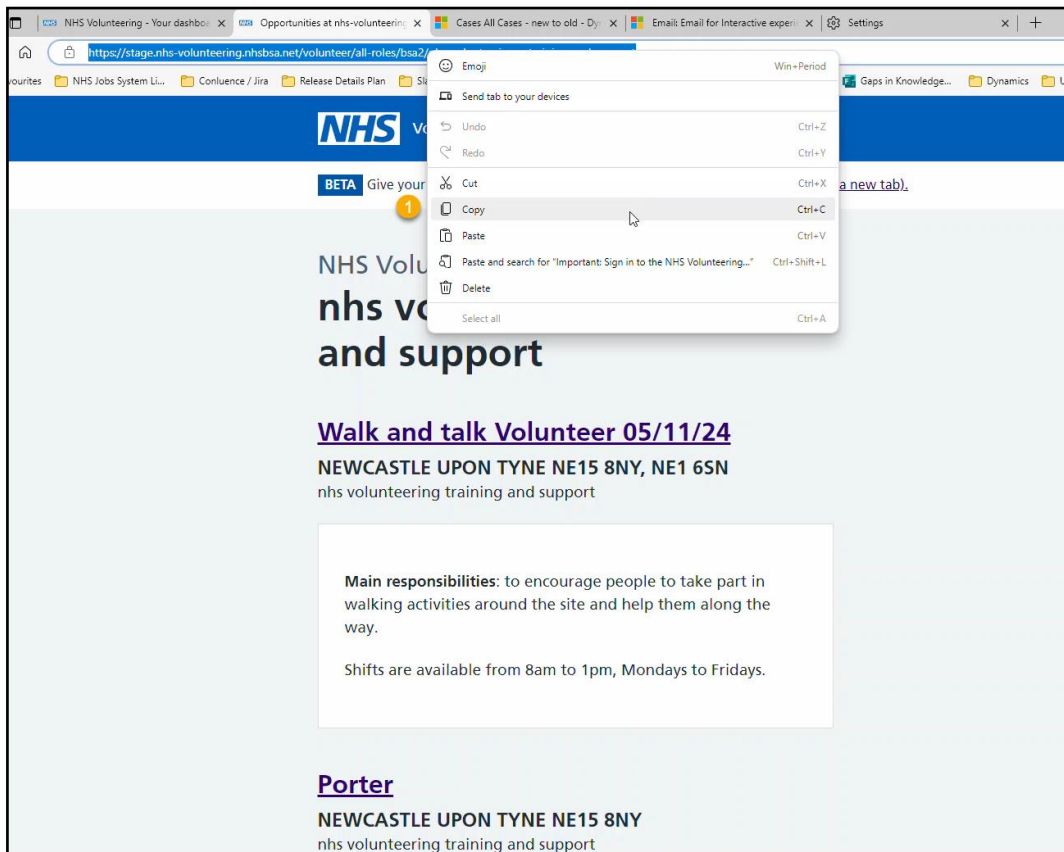 NHS Volunteering - Your dashboa
Opportunities at nhs-volunteering
Cases All Cases - new to old - Dy
Email: Email for Interactive experi
Settings
https://stage.nhs-volunteering.nhsbsa.net/volunteer/all-roles/bsa2/
vourites
NHS Jobs System Li...
Conluence / Jira
Release Details Plan
Gaps in Knowledge...
Dynamics
Emoji Win+Period
Send tab to your devices
Undo Ctrl+Z
Redo Ctrl+Y
Cut Ctrl+X
Copy Ctrl+C
Paste Ctrl+V
Paste and search for "Important: Sign in to the NHS Volunteering..." Ctrl+Shift+L
Delete
Select all Ctrl+A
NHS
BETA Give your
a new tab).
1
NHS Volu
nhs vo
and support
Walk and talk Volunteer 05/11/24
NEWCASTLE UPON TYNE NE15 8NY, NE1 6SN
nhs volunteering training and support
Main responsibilities: to encourage people to take part in
walking activities around the site and help them along the
way.
Shifts are available from 8am to 1pm, Mondays to Fridays.
Porter
NEWCASTLE UPON TYNE NE15 8NY
nhs volunteering training and support